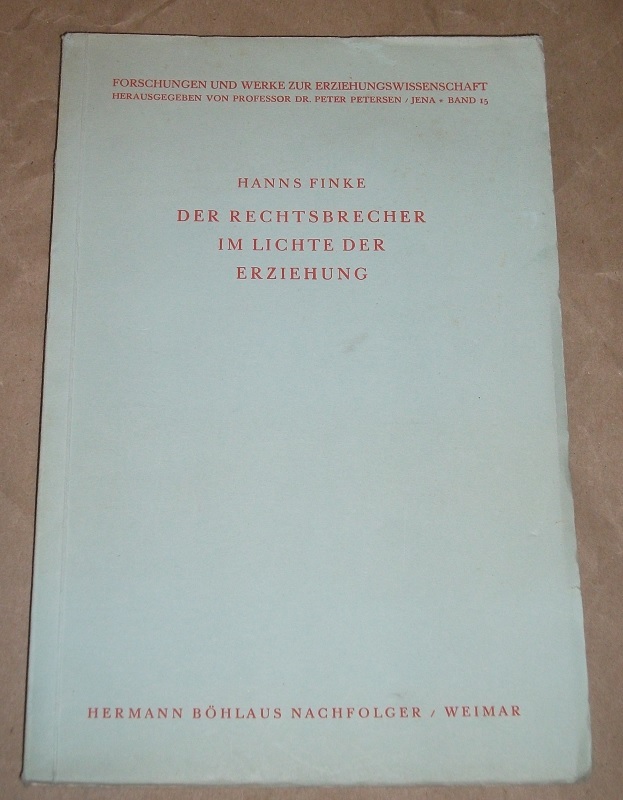 FORSCHUNGEN UND WERKE ZUR ERZIEHUNGSWISSENSCHAFT
HERAUSGEGEBEN VON PROFESSOR DR. PETER PETERSEN / JENA * BAND 15
HANNS FINKE
DER RECHTSBRECHER
IM LICHTE DER
ERZIEHUNG
HERMANN BÖHLAUS NACHFOLGER / WEIMAR